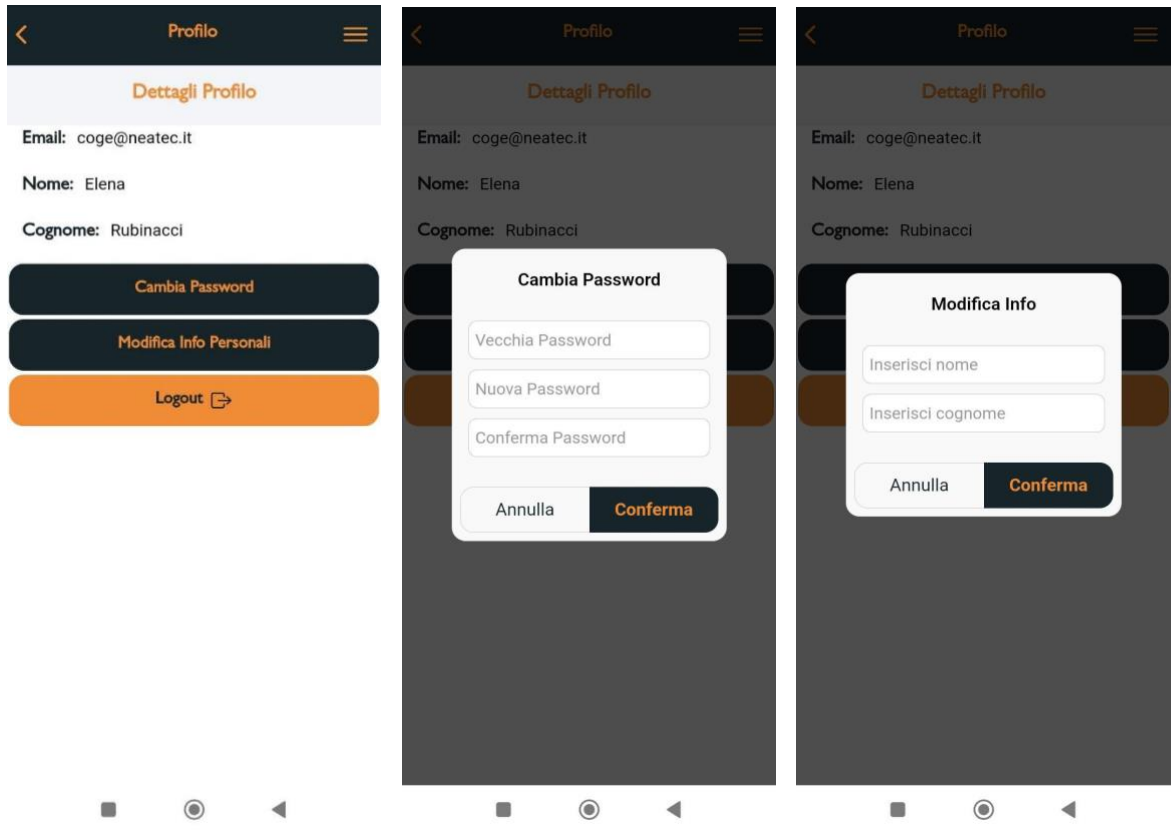 Profilo
Dettagli Profilo
Email: coge@neatec.it
Nome: Elena
Cognome: Rubinacci
Cambia Password
Modifica Info Personali
Logout
Profilo
Dettagli Profilo
Email: coge@neatec.it
Nome: Elena
Cognome: Rubinacci
Cambia Password
Vecchia Password
Nuova Password
Conferma Password
Annulla Conferma
Profilo
Dettagli Profilo
Email: coge@neatec.it
Nome: Elena
Cognome: Rubinacci
Modifica Info
Inserisci nome
Inserisci cognome
Annulla Conferma